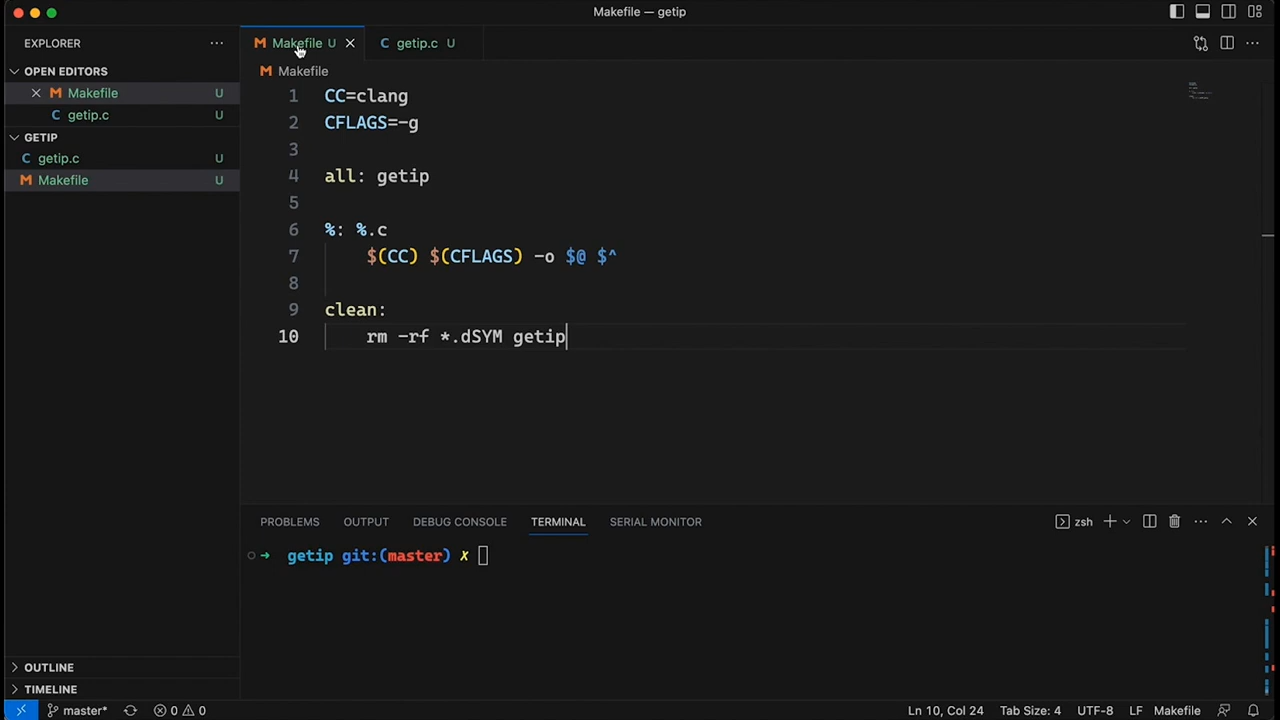 Makefile — getip
EXPLORER
OPEN EDITORS
Makefile U
getip.c U
GETIP
getip.c U
Makefile U
OUTLINE
TIMELINE
Makefile U
getip.c U
Makefile
1 CC=clang
2 CFLAGS=-g
3
4 all: getip
5
6 %: %.c
7 $(CC) $(CFLAGS) -o $@ $^
8
9 clean:
10 rm -rf *.dSYM getip
PROBLEMS OUTPUT DEBUG CONSOLE TERMINAL SERIAL MONITOR
zsh
➜ getip git:(master) ✗
master* 0 0 Ln 10, Col 24 Tab Size: 4 UTF-8 LF Makefile